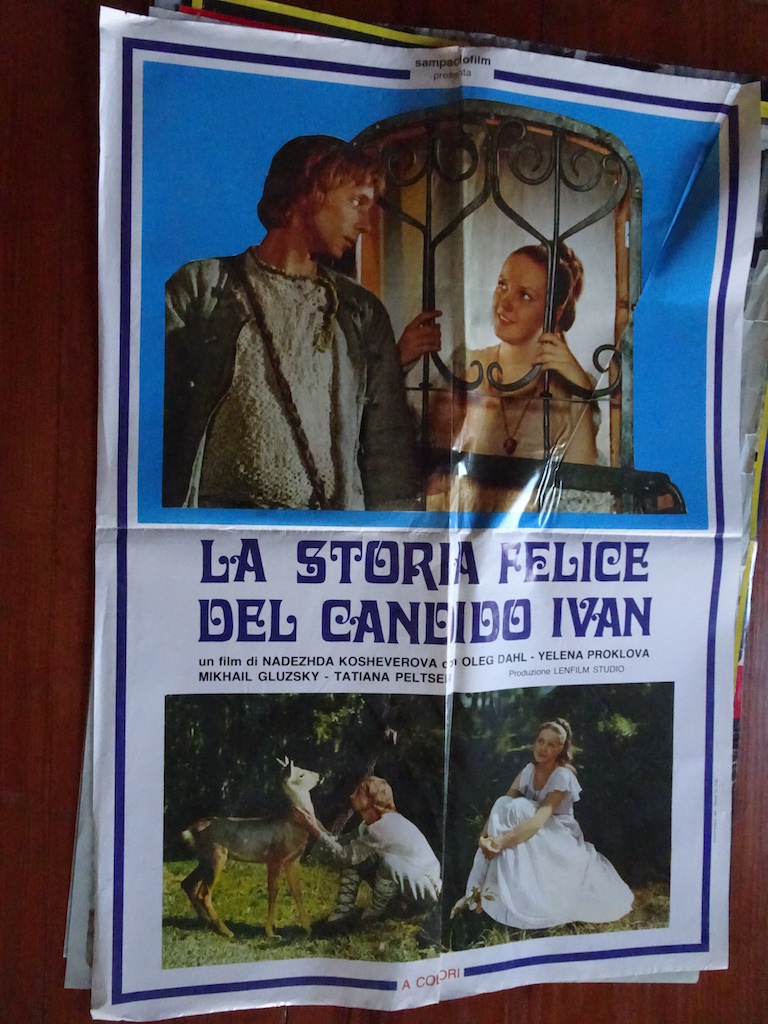 sampaolofilm
presenta
LA STORIA FELICE
DEL CANDIDO IVAN
un film di NADEZHDA KOSHEVEROVA con OLEG DAHL - YELENA PROKLOVA
MIKHAIL GLUZSKY - TATIANA PELTSER Produzione LENFILM STUDIO
A COLORI